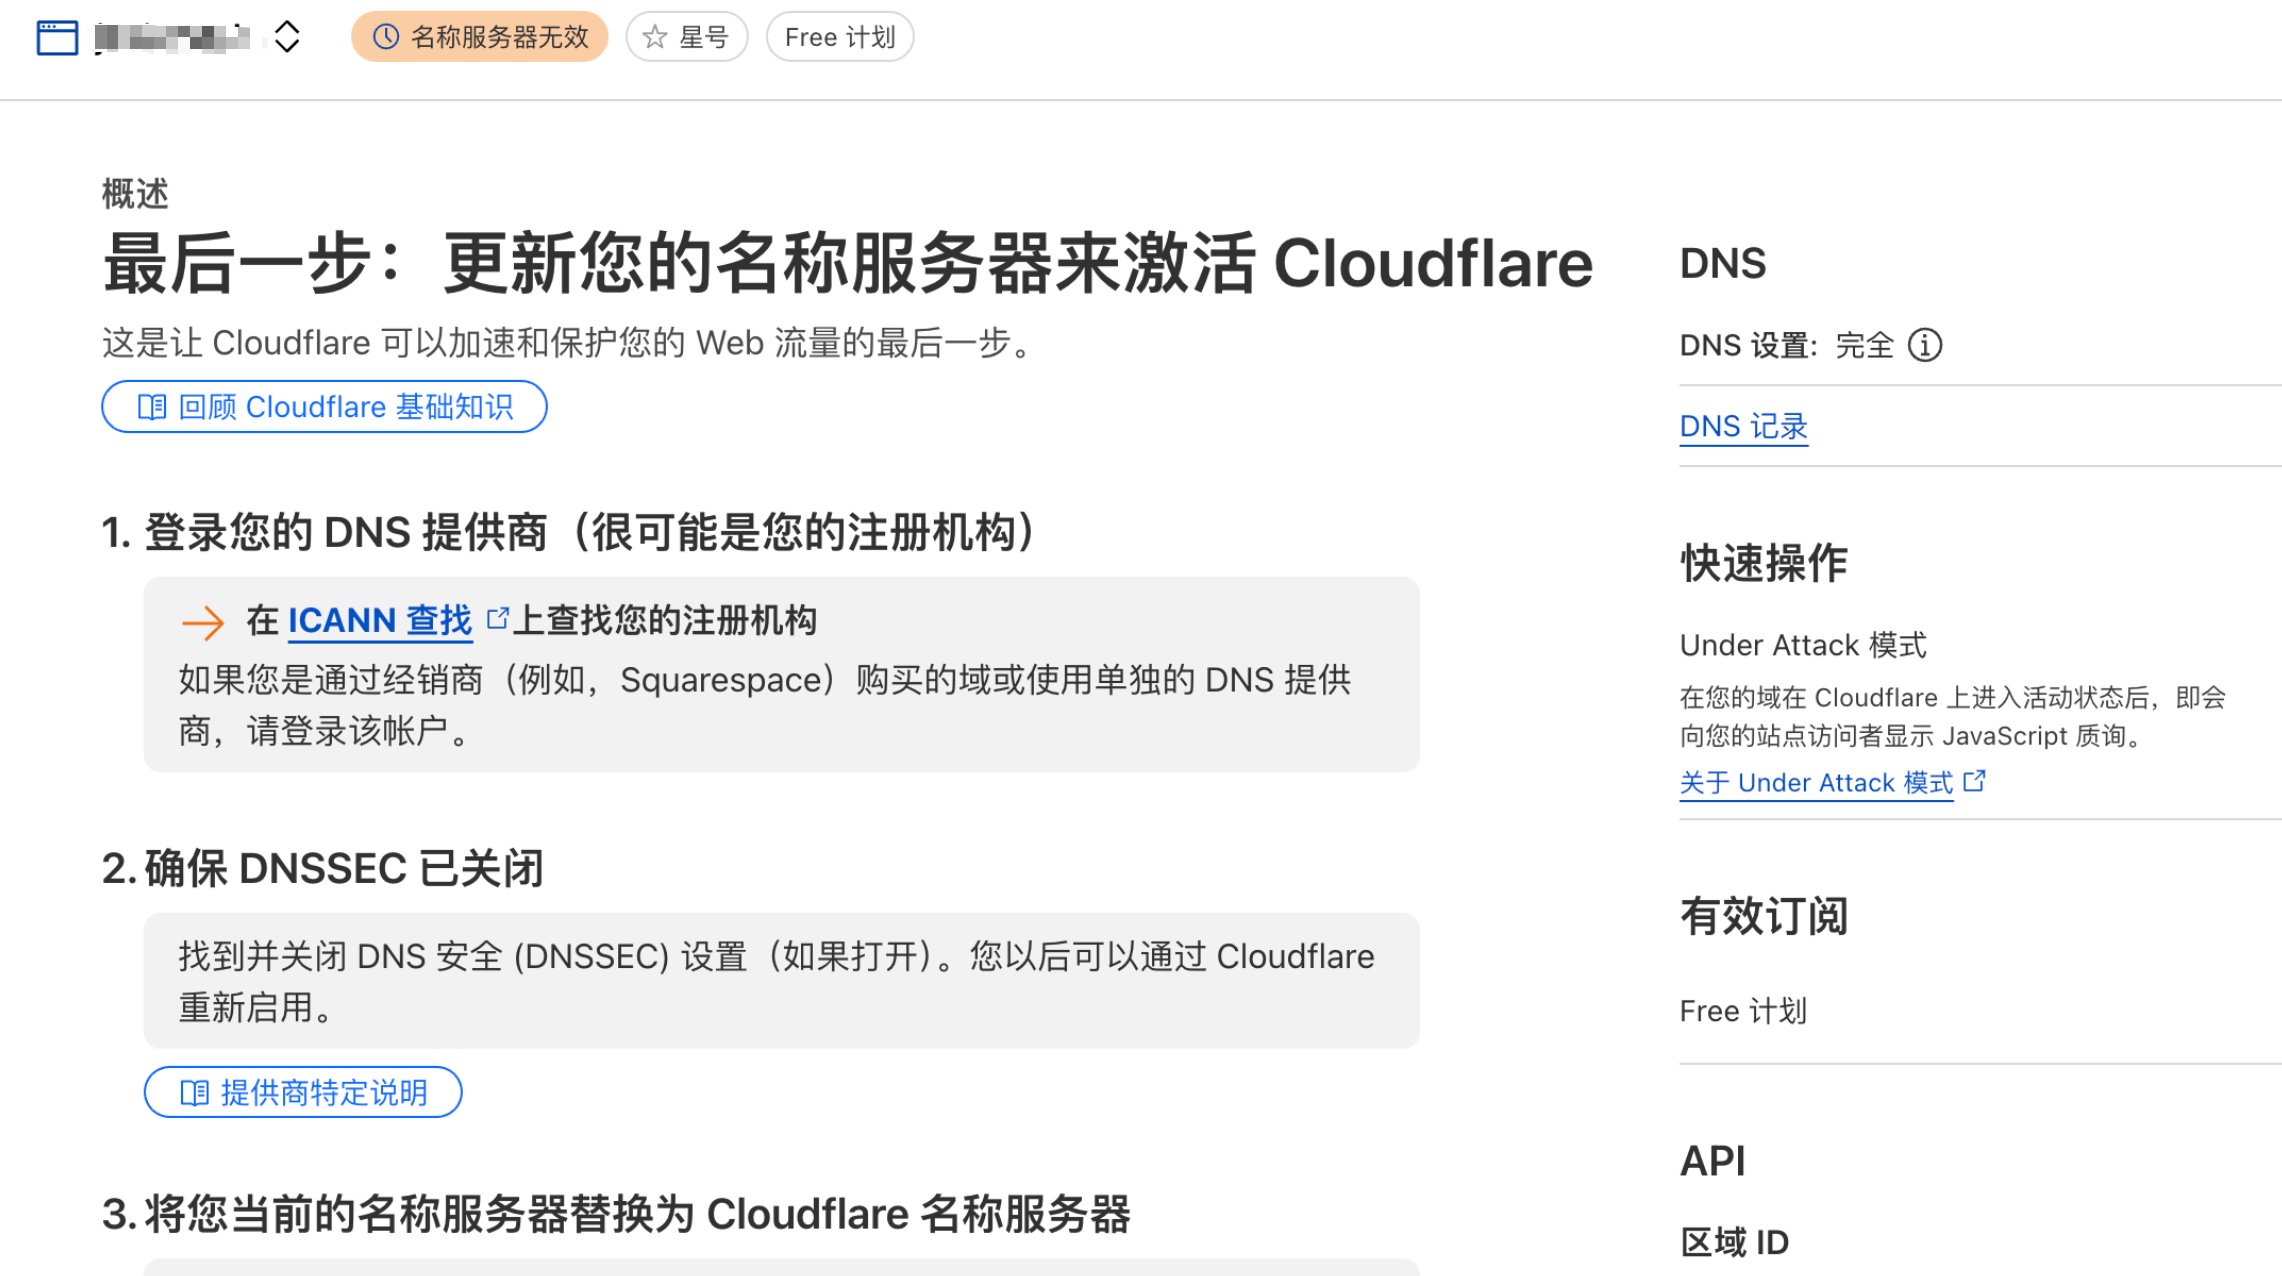 名称服务器无效
星号
Free 计划
概述
最后一步：更新您的名称服务器来激活 Cloudflare
这是让 Cloudflare 可以加速和保护您的 Web 流量的最后一步。
回顾 Cloudflare 基础知识
1. 登录您的 DNS 提供商（很可能是您的注册机构）
在 ICANN 查找 上查找您的注册机构
如果您是通过经销商（例如，Squarespace）购买的域或使用单独的 DNS 提供
商，请登录该帐户。
2. 确保 DNSSEC 已关闭
找到并关闭 DNS 安全 (DNSSEC) 设置（如果打开）。您以后可以通过 Cloudflare
重新启用。
提供商特定说明
3. 将您当前的名称服务器替换为 Cloudflare 名称服务器
DNS
DNS 设置: 完全
DNS 记录
快速操作
Under Attack 模式
在您的域在 Cloudflare 上进入活动状态后，即会
向您的站点访问者显示 JavaScript 质询。
关于 Under Attack 模式
有效订阅
Free 计划
API
区域 ID